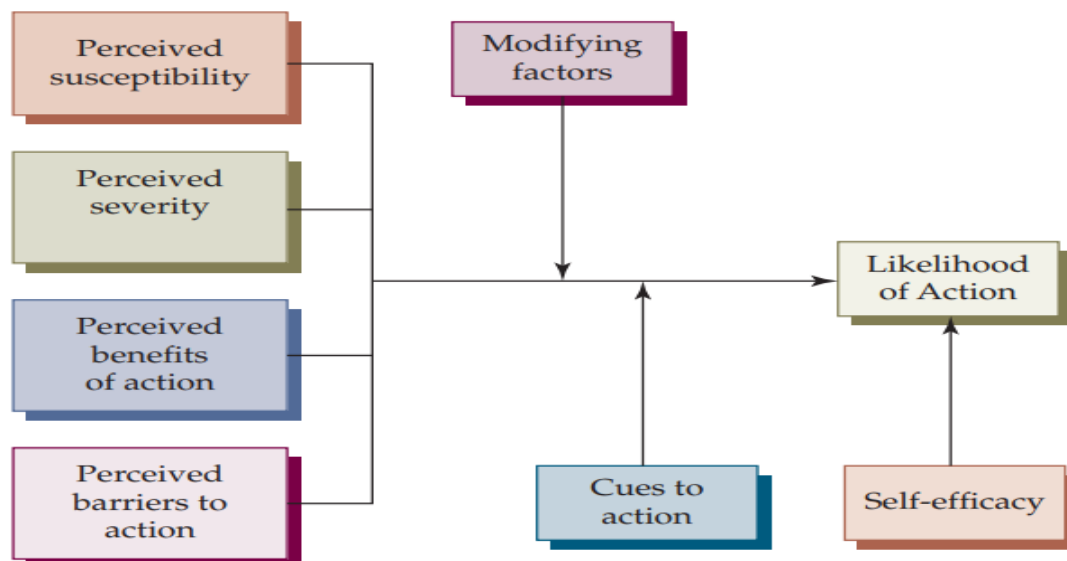 Perceived
susceptibility
Modifying
factors
Perceived
severity
Likelihood
of Action
Perceived
benefits
of action
Perceived
barriers to
action
Cues to
action
Self-efficacy